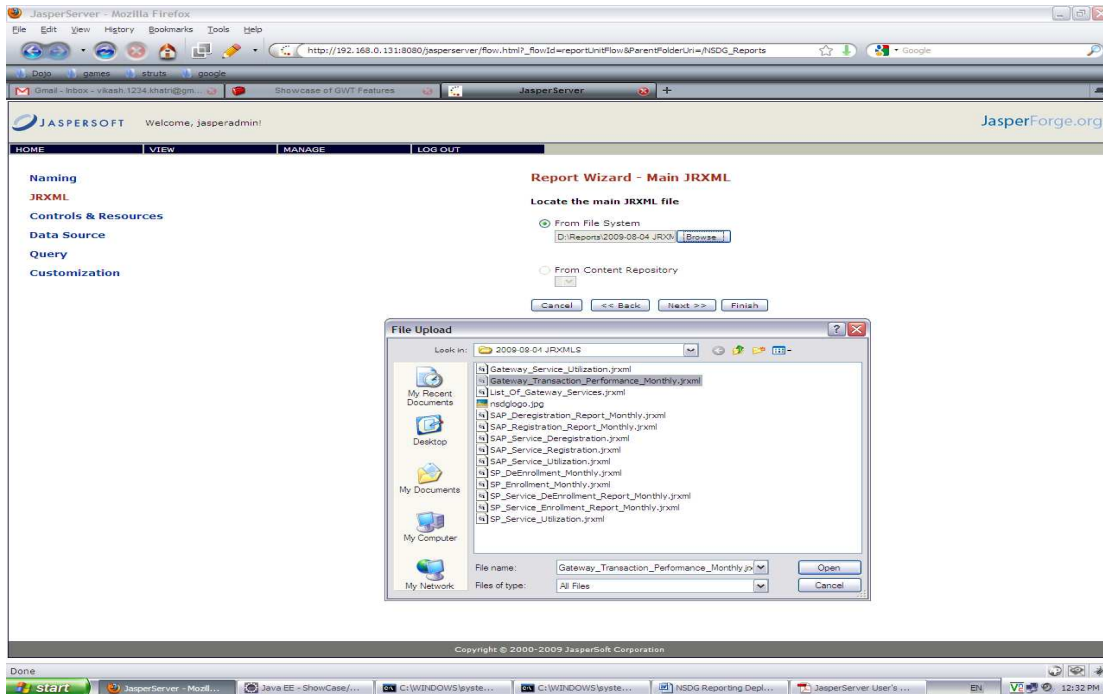 JasperServer - Mozilla Firefox
File Edit View History Bookmarks Tools Help
http://192.168.0.131:8080/jasperserver/flow.html?_flowId=reportUnitFlow&ParentFolderUri=/NSDG_Reports
Google
Dojo games struts google
Gmail - Inbox - vikash.1234.khatri@gm...
Showcase of GWT Features
JasperServer
JASPERSOFT Welcome, jasperadmin!
JasperForge.org
HOME VIEW MANAGE LOG OUT
Naming
JRXML
Controls & Resources
Data Source
Query
Customization
Report Wizard - Main JRXML
Locate the main JRXML file
From File System
D:\Reports\2009-08-04 JRXM Browse...
From Content Repository
Cancel << Back Next >> Finish
File Upload
Look in: 2009-08-04 JRXMLS
My Recent Documents
Desktop
My Documents
My Computer
My Network
Gateway_Service_Utilization.jrxml
Gateway_Transaction_Performance_Monthly.jrxml
List_Of_Gateway_Services.jrxml
nsdglogo.jpg
SAP_Deregistration_Report_Monthly.jrxml
SAP_Registration_Report_Monthly.jrxml
SAP_Service_Deregistration.jrxml
SAP_Service_Registration.jrxml
SAP_Service_Utilization.jrxml
SP_DeEnrollment_Monthly.jrxml
SP_Enrollment_Monthly.jrxml
SP_Service_DeEnrollment_Report_Monthly.jrxml
SP_Service_Enrollment_Report_Monthly.jrxml
SP_Service_Utilization.jrxml
File name: Gateway_Transaction_Performance_Monthly.jrx Open
Files of type: All Files Cancel
Copyright © 2000-2009 JasperSoft Corporation
Done
start JasperServer - Mozill... Java EE - ShowCase/... C:\WINDOWS\syste... C:\WINDOWS\syste... NSDG Reporting Depl... JasperServer User's ... EN 12:32 PM